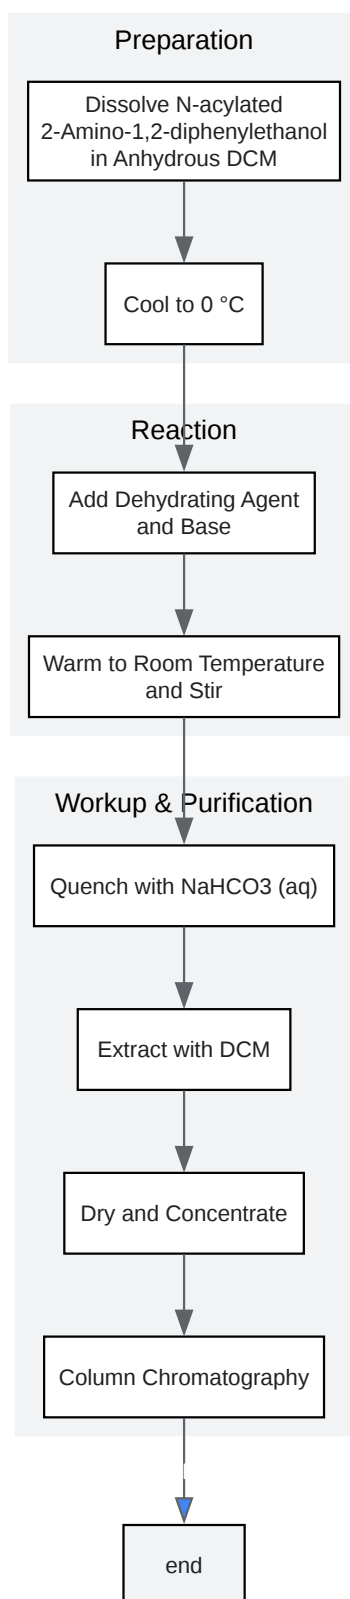 Preparation
Dissolve N-acylated
2-Amino-1,2-diphenylethanol
in Anhydrous DCM
Cool to 0 °C
Reaction
Add Dehydrating Agent
and Base
Warm to Room Temperature
and Stir
Workup & Purification
Quench with NaHCO3 (aq)
Extract with DCM
Dry and Concentrate
Column Chromatography
end